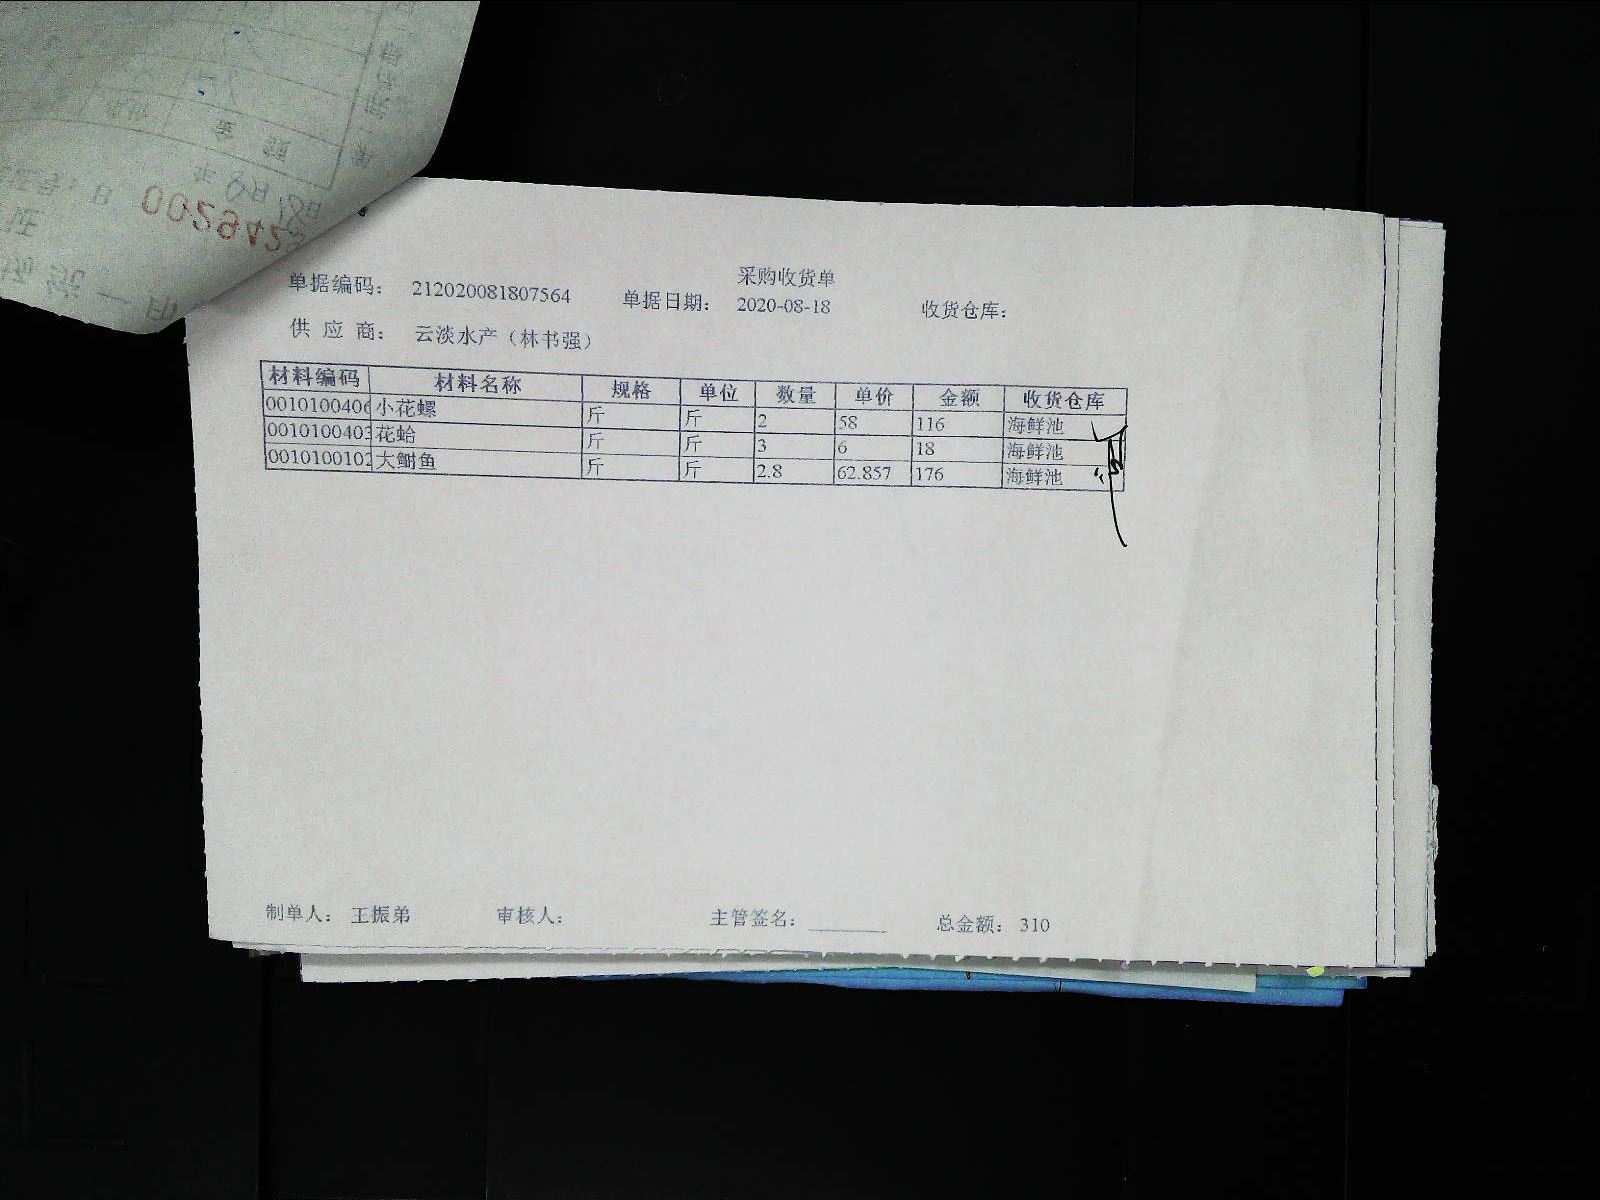 采购收货单
单据编码： 212020081807564 单据日期： 2020-08-18 收货仓库：
供 应 商： 云淡水产（林书强）
材料编码 材料名称 规格 单位 数量 单价 金额 收货仓库
0010100406 小花螺 斤 斤 2 58 116 海鲜池
0010100403 花蛤 斤 斤 3 6 18 海鲜池
0010100102 大鲥鱼 斤 斤 2.8 62.857 176 海鲜池
制单人： 王振弟 审核人： 主管签名： 总金额： 310